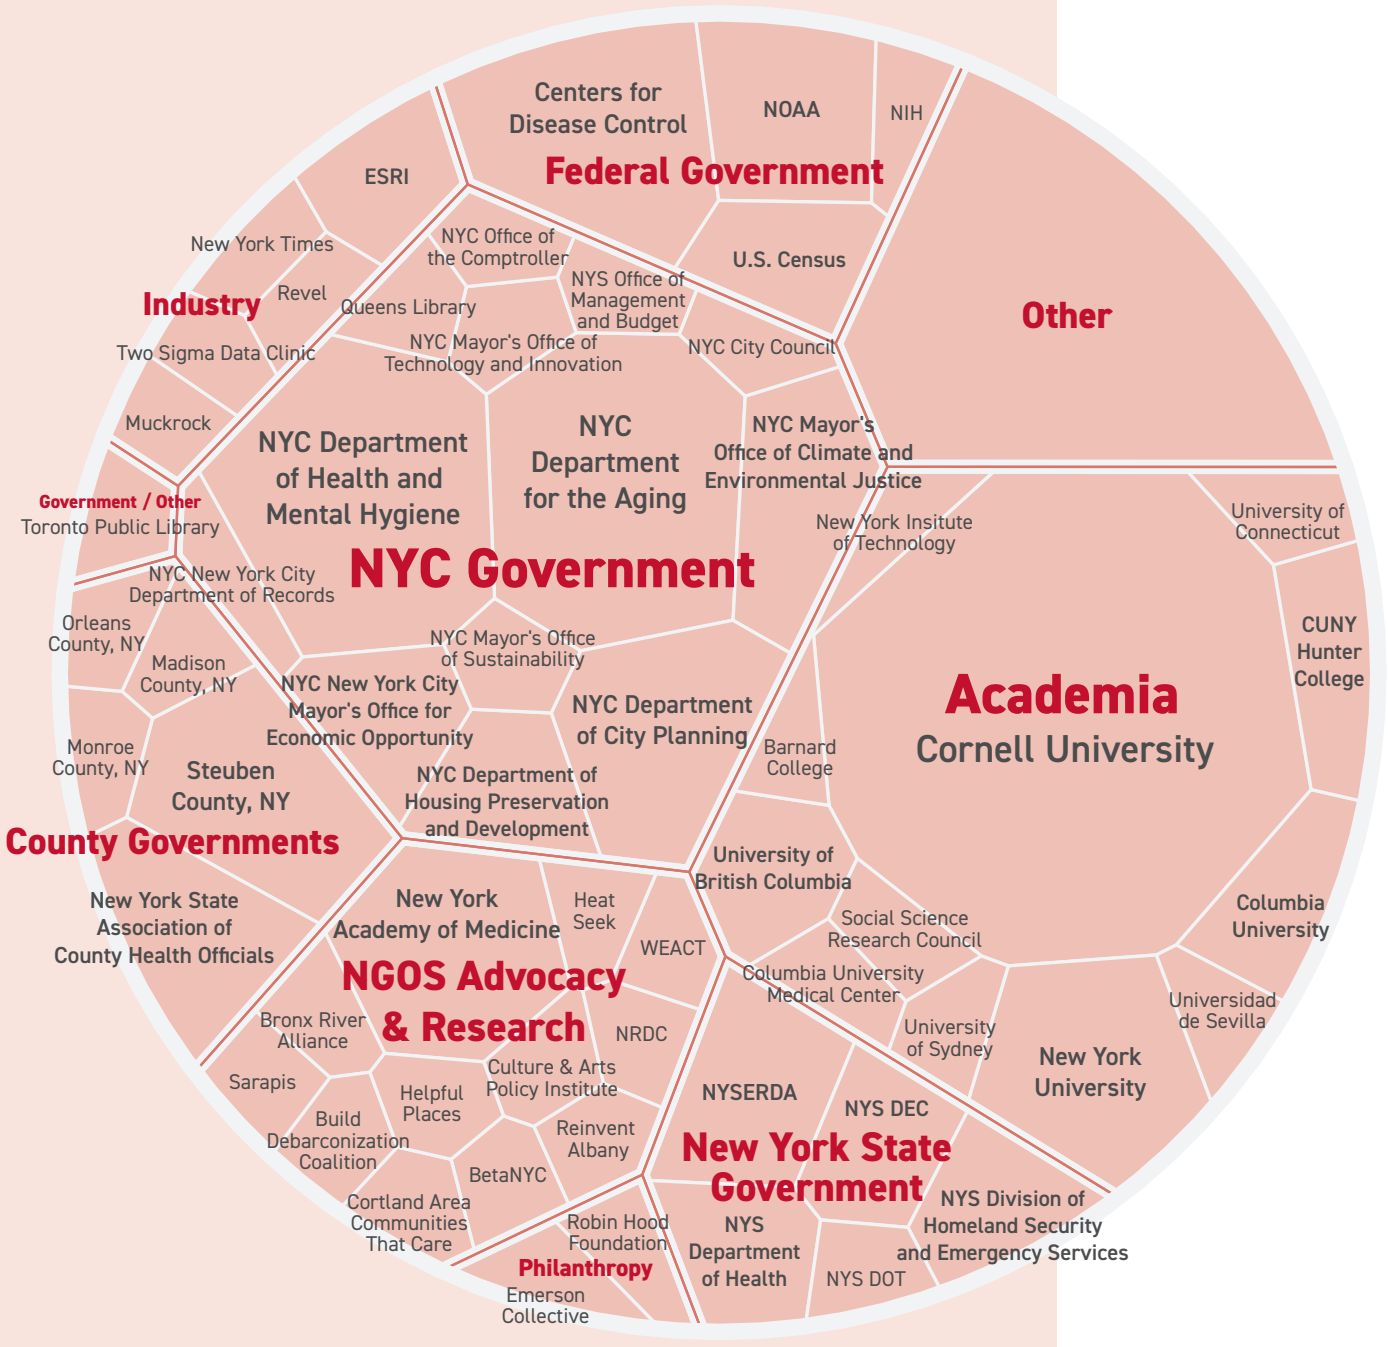 Centers for
Disease Control
NOAA
NIH
Federal Government
U.S. Census
Other
ESRI
New York Times
Industry
Revel
Two Sigma Data Clinic
Muckrock
Government / Other
Toronto Public Library
NYC Office of
the Comptroller
NYS Office of
Management
and Budget
Queens Library
NYC Mayor's Office of
Technology and Innovation
NYC City Council
NYC Department
of Health and
Mental Hygiene
NYC
Department
for the Aging
NYC Mayor's
Office of Climate and
Environmental Justice
NYC Government
NYC New York City
Department of Records
NYC Mayor's Office
of Sustainability
NYC New York City
Mayor's Office for
Economic Opportunity
NYC Department
of City Planning
NYC Department of
Housing Preservation
and Development
Orleans
County, NY
Madison
County, NY
Monroe
County, NY
Steuben
County, NY
County Governments
New York State
Association of
County Health Officials
New York Insitute
of Technology
University of
Connecticut
CUNY
Hunter
College
Academia
Cornell University
Barnard
College
University of
British Columbia
Social Science
Research Council
Columbia University
Medical Center
University
of Sydney
New York
University
Columbia
University
Universidad
de Sevilla
New York
Academy of Medicine
Heat
Seek
WEACT
NGOS Advocacy
& Research
NRDC
Bronx River
Alliance
Sarapis
Culture & Arts
Policy Institute
Helpful
Places
Build
Debarconization
Coalition
Reinvent
Albany
BetaNYC
Cortland Area
Communities
That Care
Robin Hood
Foundation
Philanthropy
Emerson
Collective
NYSERDA
NYS DEC
New York State
Government
NYS
Department
of Health
NYS DOT
NYS Division of
Homeland Security
and Emergency Services